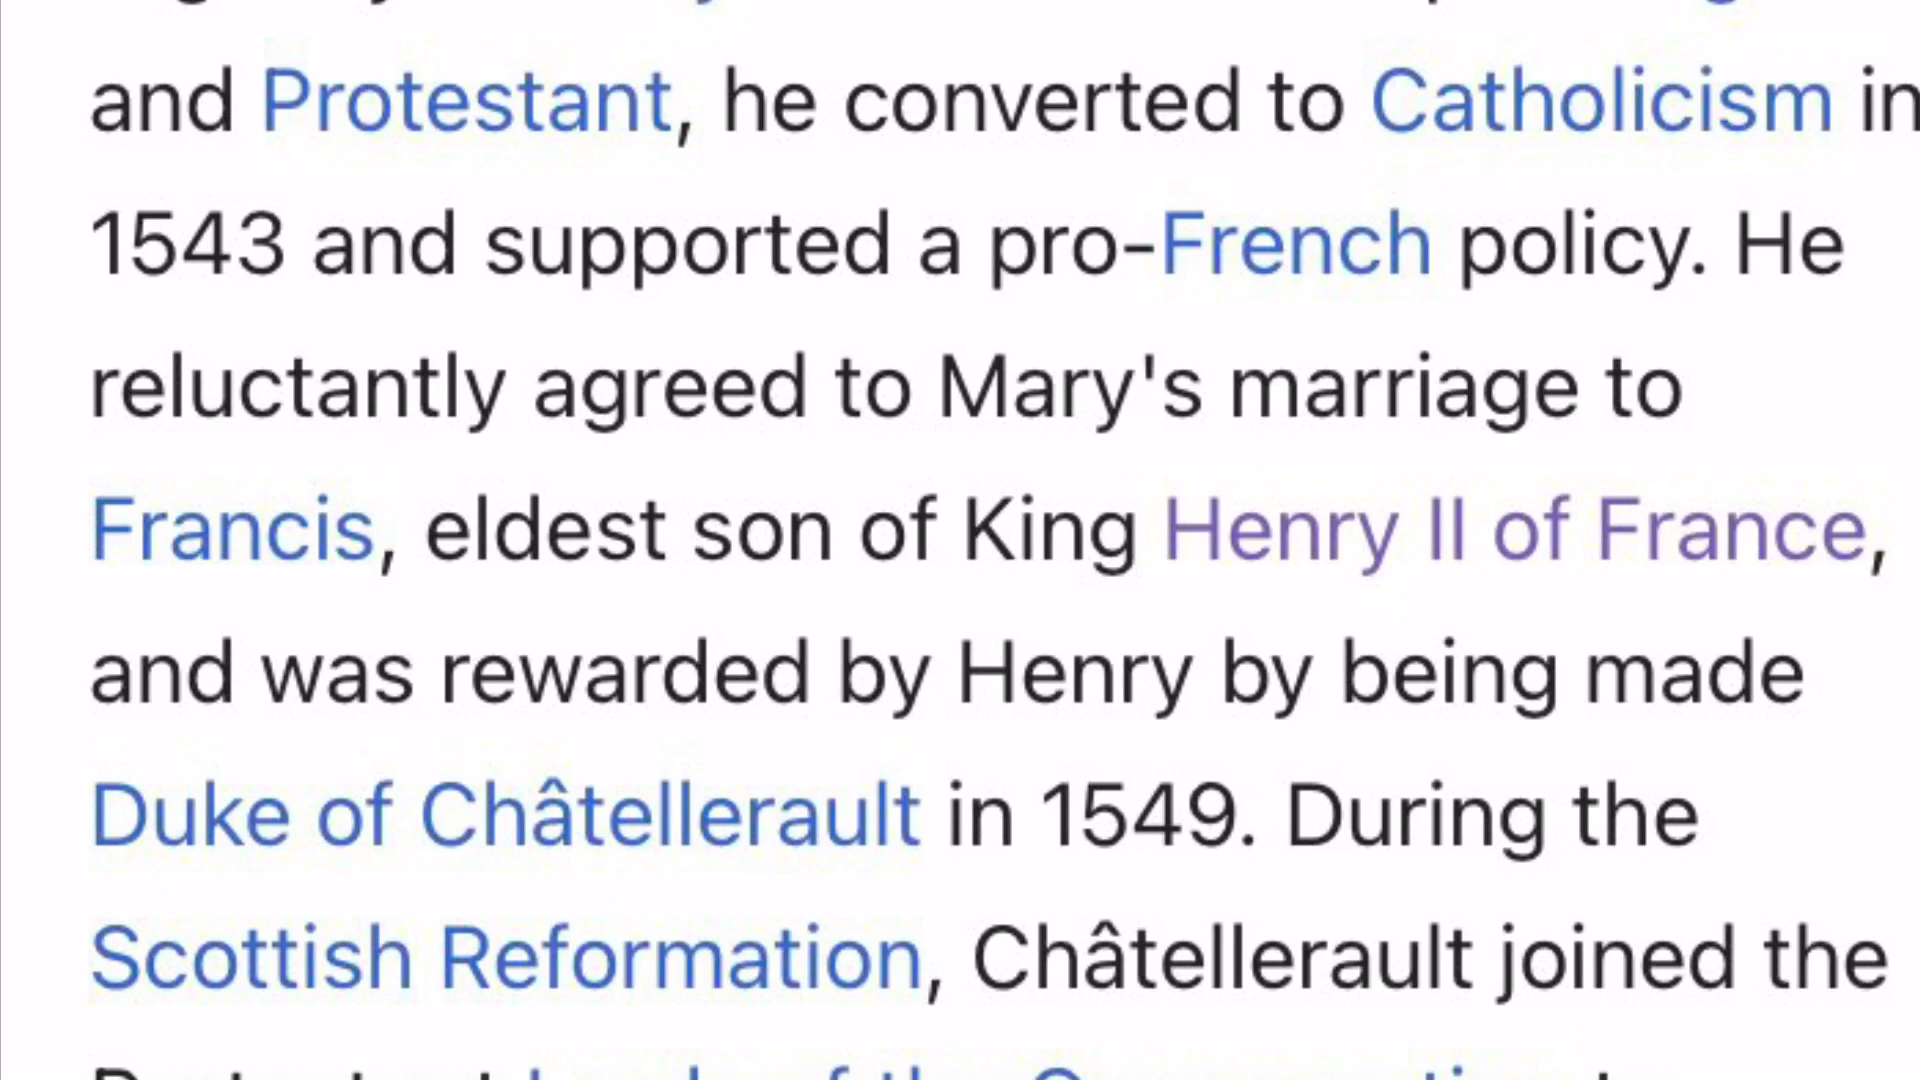 and Protestant, he converted to Catholicism in
1543 and supported a pro-French policy. He
reluctantly agreed to Mary's marriage to
Francis, eldest son of King Henry II of France,
and was rewarded by Henry by being made
Duke of Châtellerault in 1549. During the
Scottish Reformation, Châtellerault joined the